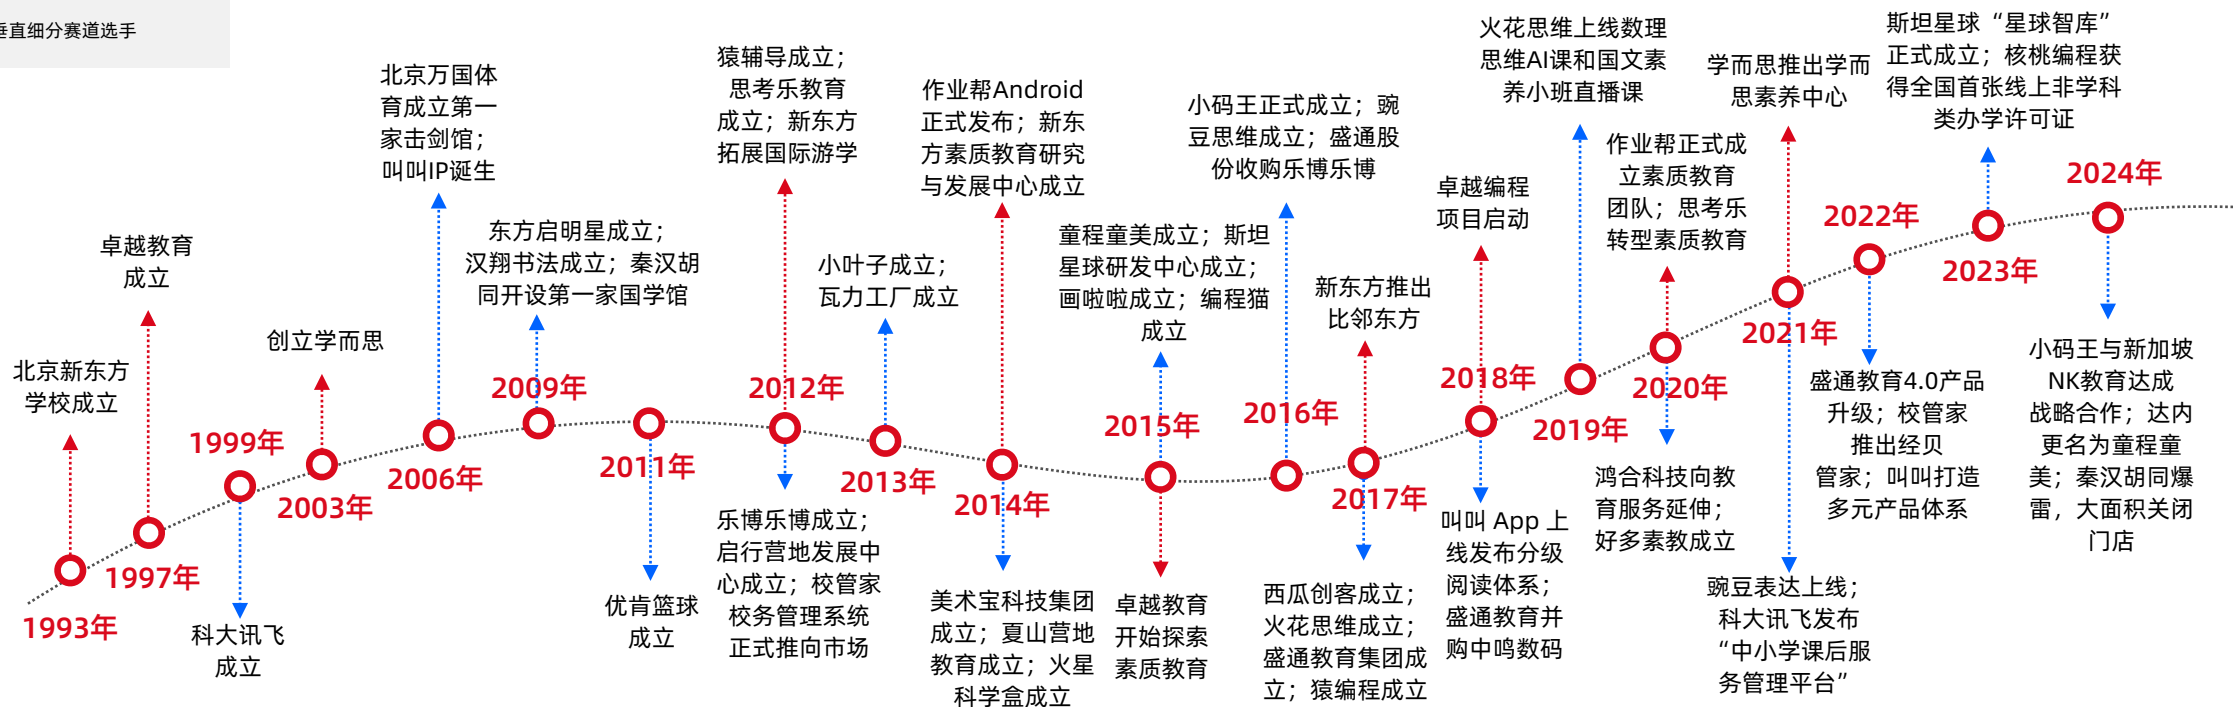 垂直细分赛道选手
北京新东方
学校成立
1993年
卓越教育
成立
1997年
1999年
科大讯飞
成立
创立学而思
2003年
北京万国体
育成立第一
家击剑馆；
叫叫IP诞生
2006年
东方启明星成立；
汉翔书法成立；秦汉胡
同开设第一家国学馆
2009年
2011年
优肯篮球
成立
猿辅导成立；
思考乐教育
成立；新东方
拓展国际游学
2012年
乐博乐博成立；
启行营地发展中
心成立；校管家
校务管理系统
正式推向市场
小叶子成立；
瓦力工厂成立
2013年
作业帮Android
正式发布；新东
方素质教育研究
与发展中心成立
2014年
美术宝科技集团
成立；夏山营地
教育成立；火星
科学盒成立
童程童美成立；斯坦
星球研发中心成立；
画啦啦成立；编程猫
成立
2015年
卓越教育
开始探索
素质教育
小码王正式成立；豌
豆思维成立；盛通股
份收购乐博乐博
2016年
新东方推出
比邻东方
2017年
西瓜创客成立；
火花思维成立；
盛通教育集团成
立；猿编程成立
卓越编程
项目启动
2018年
叫叫 App 上
线发布分级
阅读体系；
盛通教育并
购中鸣数码
火花思维上线数理
思维AI课和国文素
养小班直播课
2019年
作业帮正式成
立素质教育
团队；思考乐
转型素质教育
2020年
鸿合科技向教
育服务延伸；
好多素教成立
学而思推出学而
思素养中心
2021年
豌豆表达上线；
科大讯飞发布
“中小学课后服
务管理平台”
2022年
盛通教育4.0产品
升级；校管家
推出经贝
管家；叫叫打造
多元产品体系
斯坦星球“星球智库”
正式成立；核桃编程获
得全国首张线上非学科
类办学许可证
2023年
2024年
小码王与新加坡
NK教育达成
战略合作；达内
更名为童程童
美；秦汉胡同爆
雷，大面积关闭
门店